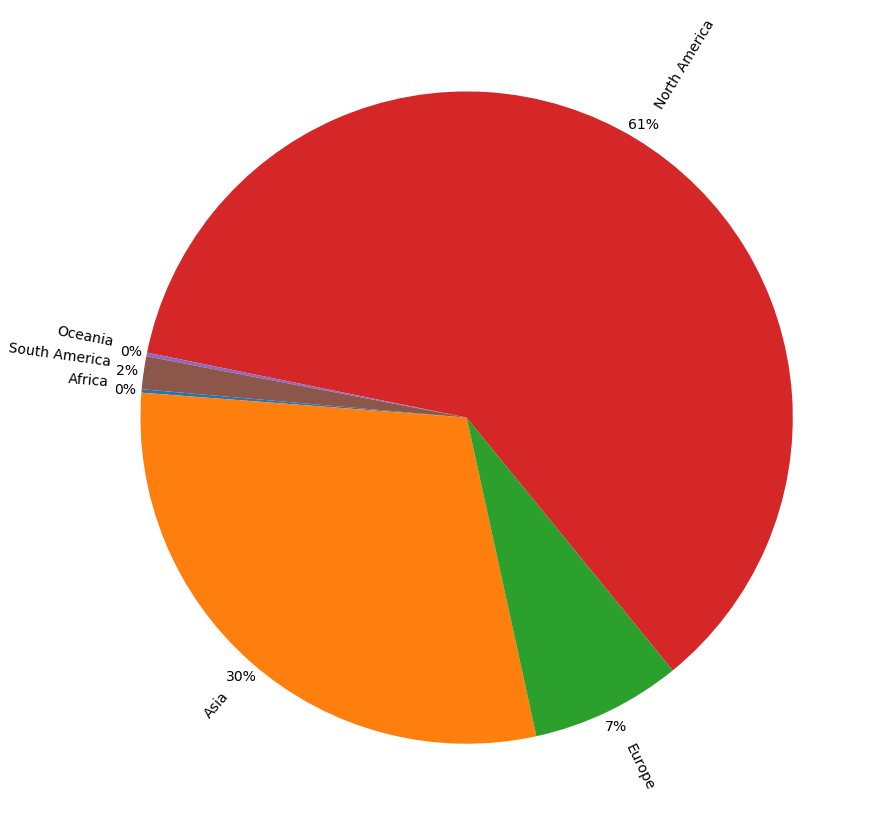 North America
61%
Oceania 0%
South America 2%
Africa 0%
30%
Asia
7%
Europe